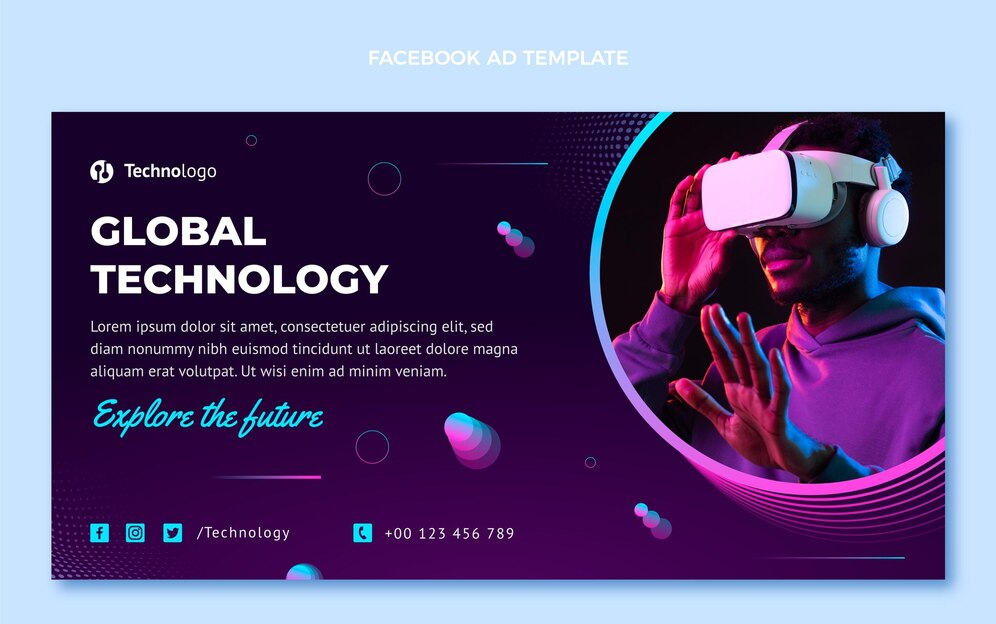 FACEBOOK AD TEMPLATE
Technologo
GLOBAL
TECHNOLOGY
Lorem ipsum dolor sit amet, consectetuer adipiscing elit, sed
diam nonummy nibh euismod tincidunt ut laoreet dolore magna
aliquam erat volutpat. Ut wisi enim ad minim veniam.
Explore the future
/Technology
+00 123 456 789